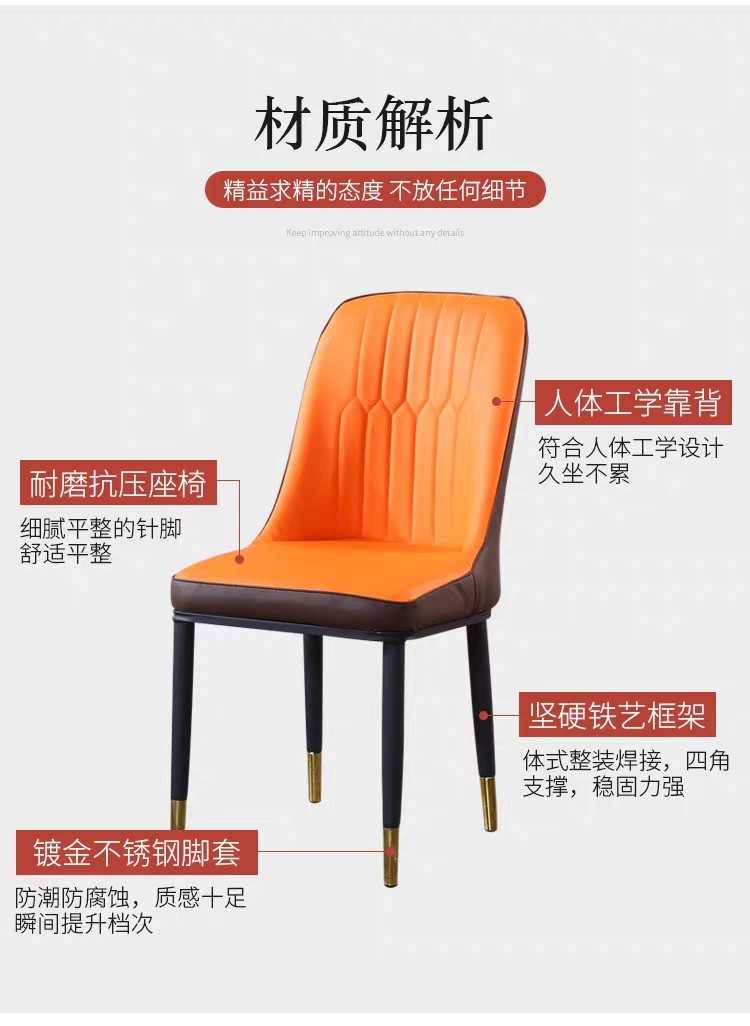 材质解析
精益求精的态度 不放任何细节
Keep improving attitude without any details
人体工学靠背
符合人体工学设计
久坐不累
耐磨抗压座椅
细腻平整的针脚
舒适平整
坚硬铁艺框架
体式整装焊接，四角
支撑，稳固力强
镀金不锈钢脚套
防潮防腐蚀，质感十足
瞬间提升档次